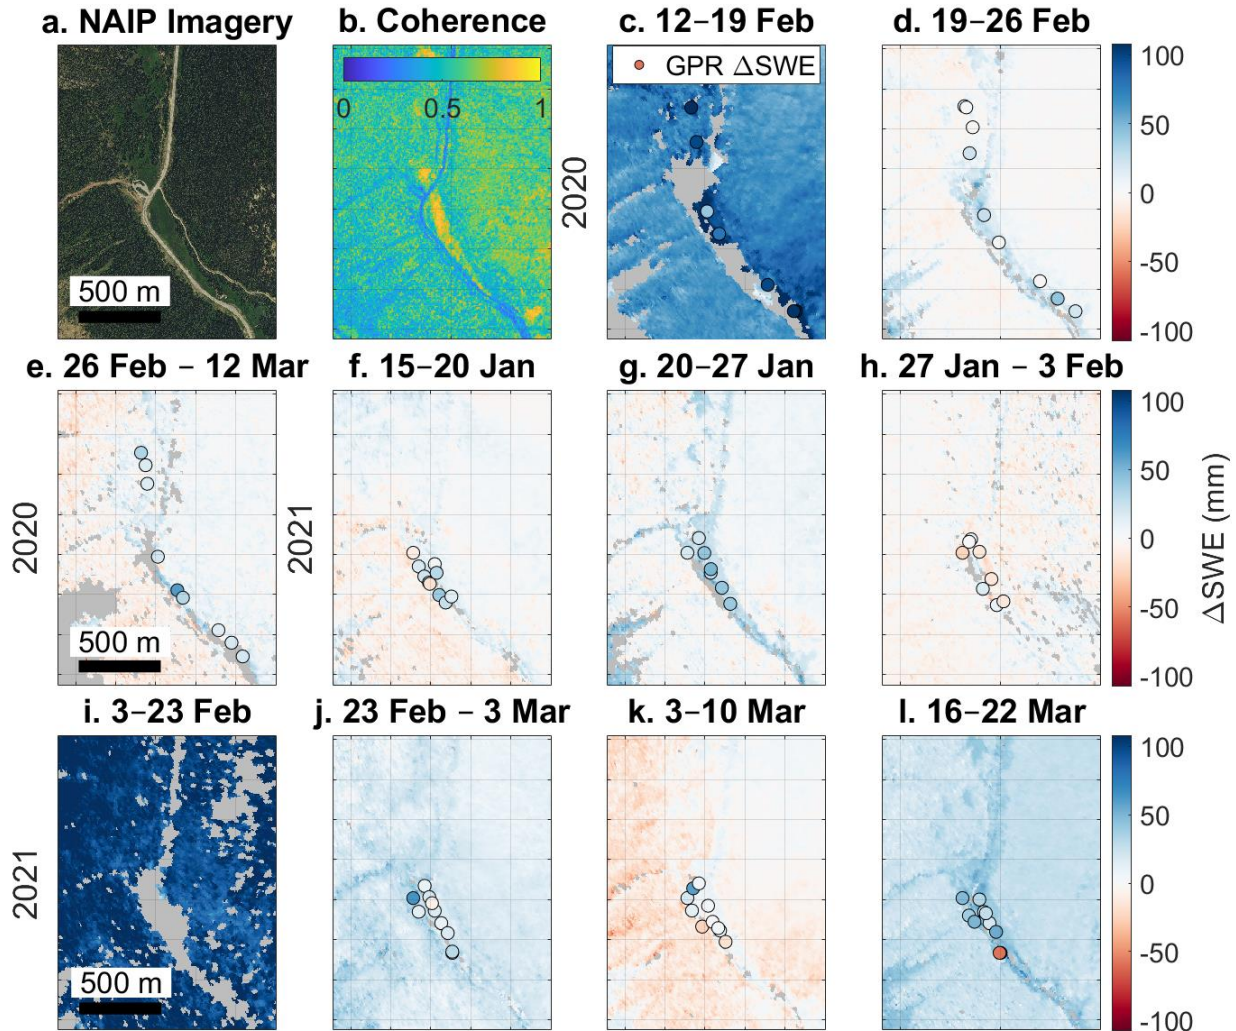 a. NAIP Imagery
b. Coherence
c. 12–19 Feb
d. 19–26 Feb
500 m
0 0.5 1
2020
GPR ΔSWE
100
50
0
-50
-100
e. 26 Feb – 12 Mar
f. 15–20 Jan
g. 20–27 Jan
h. 27 Jan – 3 Feb
2020
500 m
2021
100
50
0
-50
-100
ΔSWE (mm)
i. 3–23 Feb
j. 23 Feb – 3 Mar
k. 3–10 Mar
l. 16–22 Mar
2021
500 m
100
50
0
-50
-100